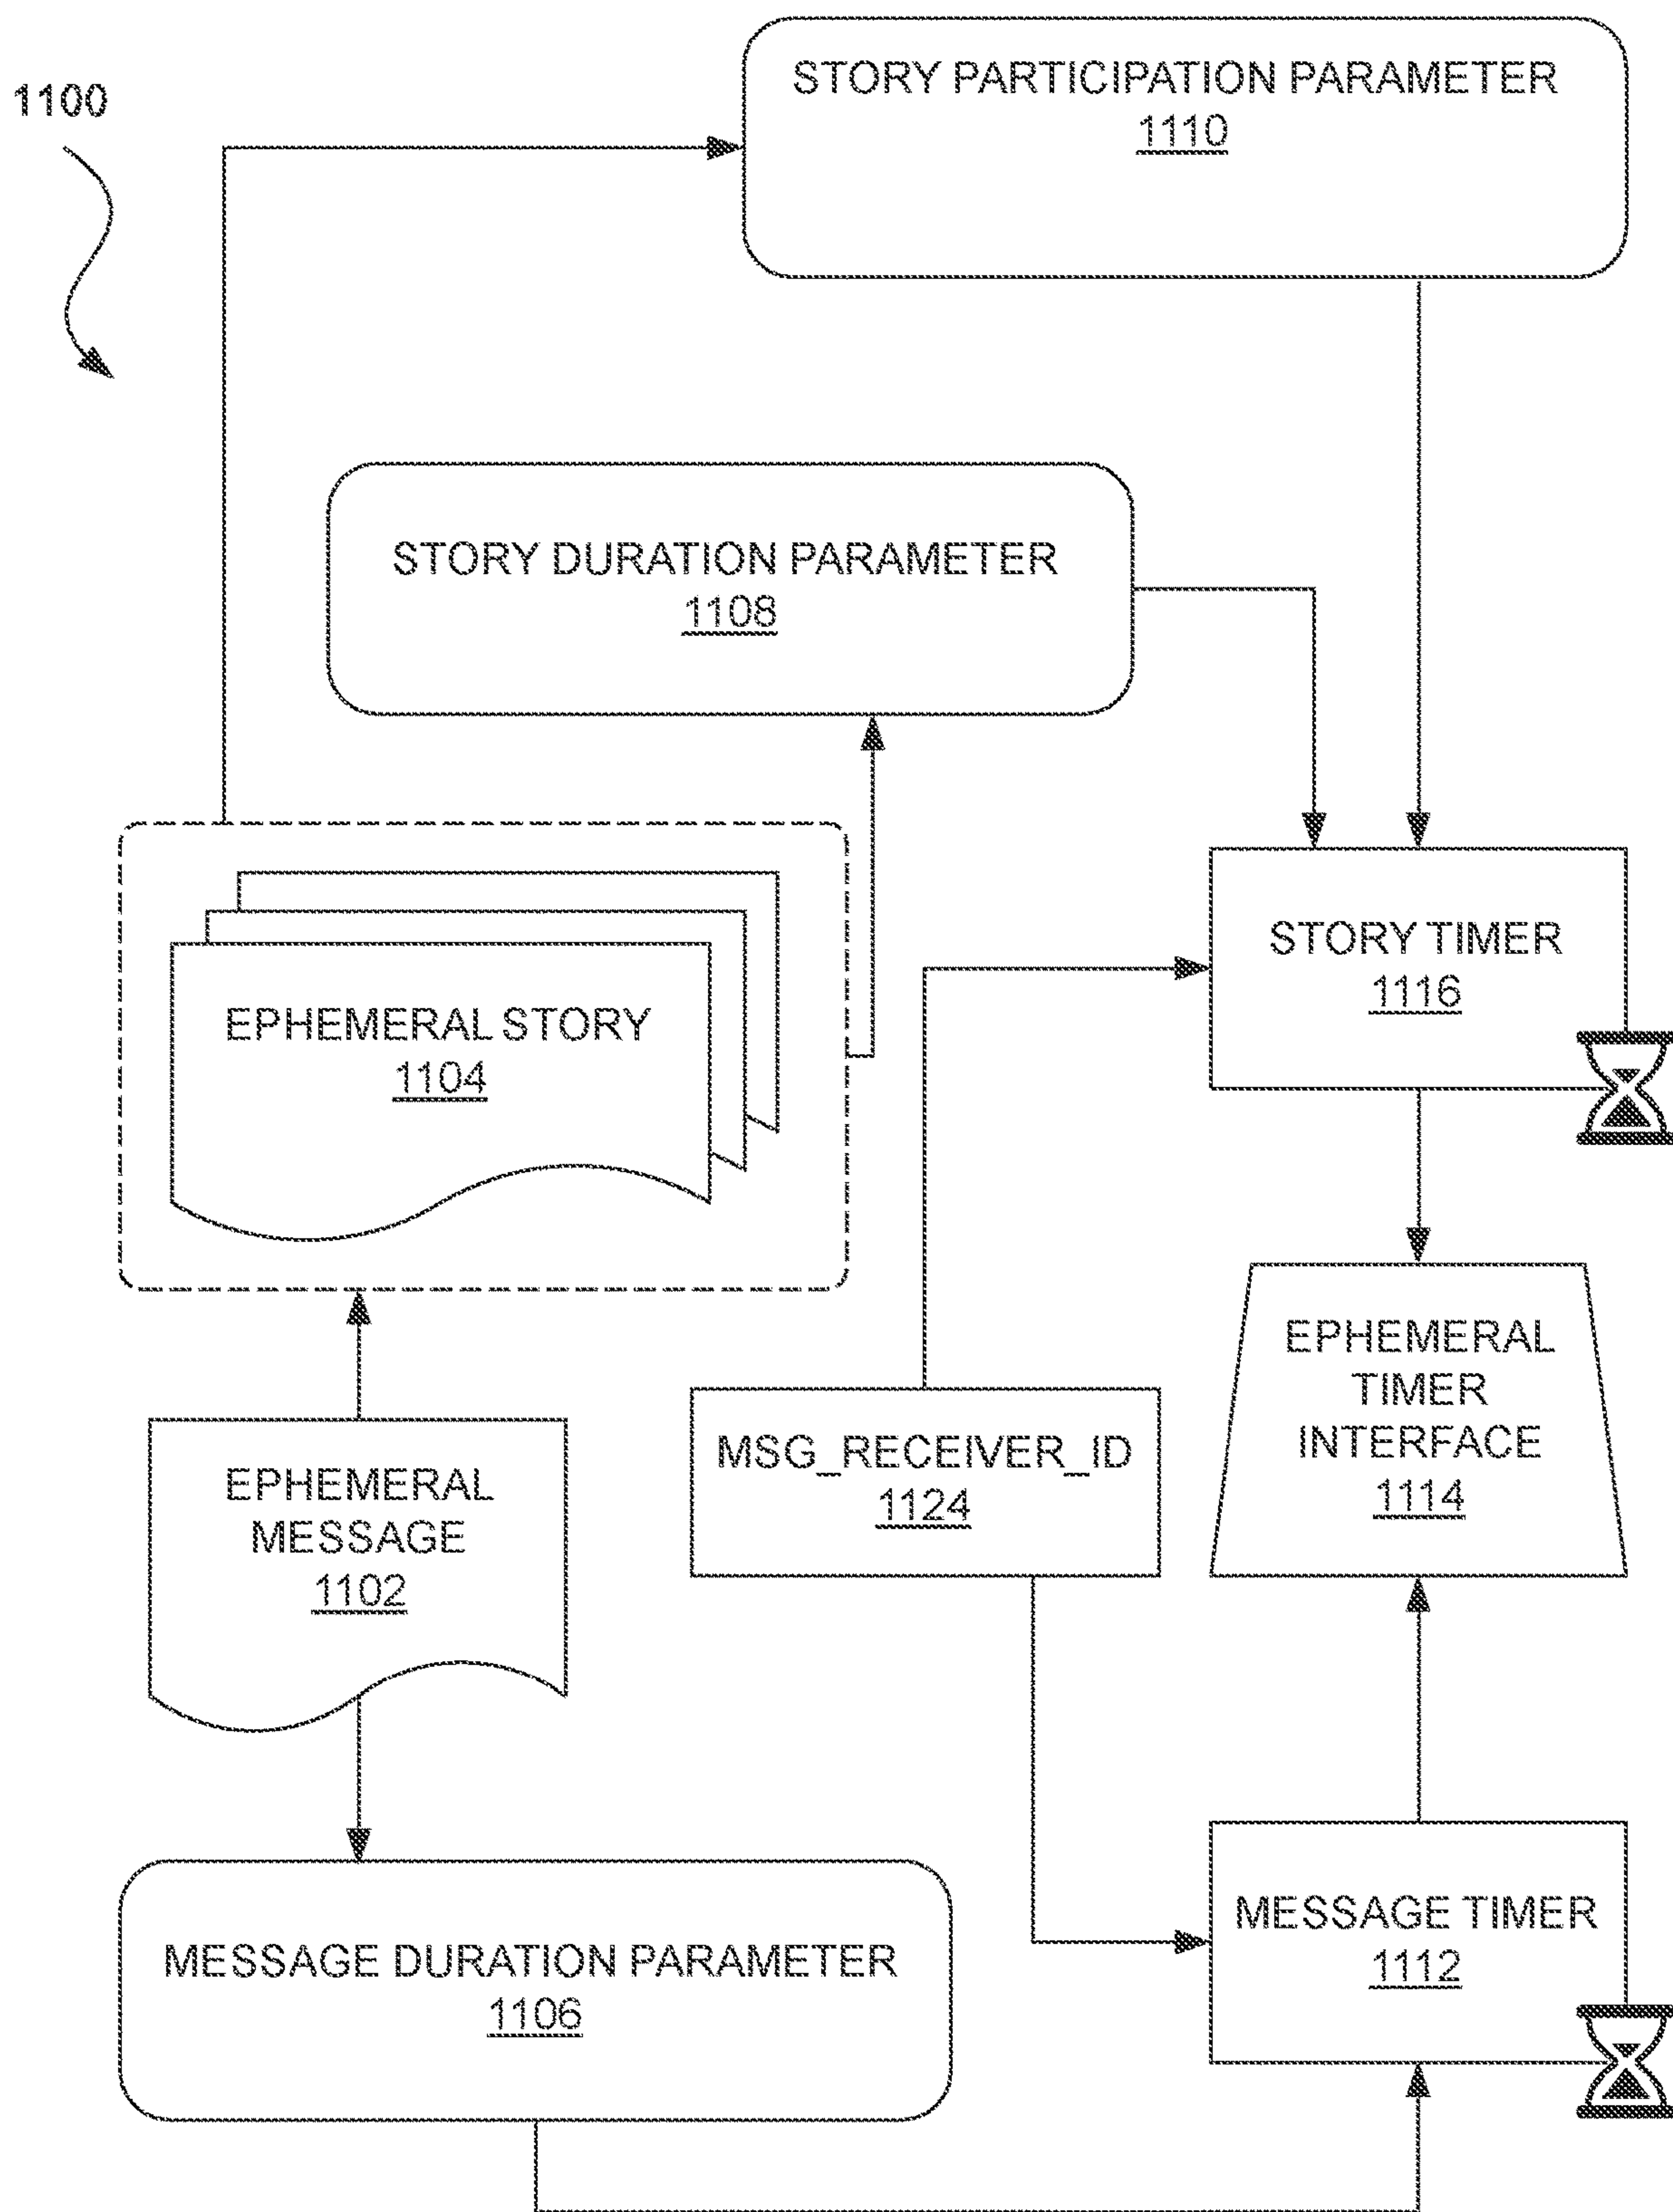 1100
STORY PARTICIPATION PARAMETER
1110
STORY DURATION PARAMETER
1108
STORY TIMER
1116
EPHEMERAL STORY
1104
EPHEMERAL
TIMER
INTERFACE
1114
MSG_RECEIVER_ID
1124
EPHEMERAL
MESSAGE
1102
MESSAGE TIMER
1112
MESSAGE DURATION PARAMETER
1106